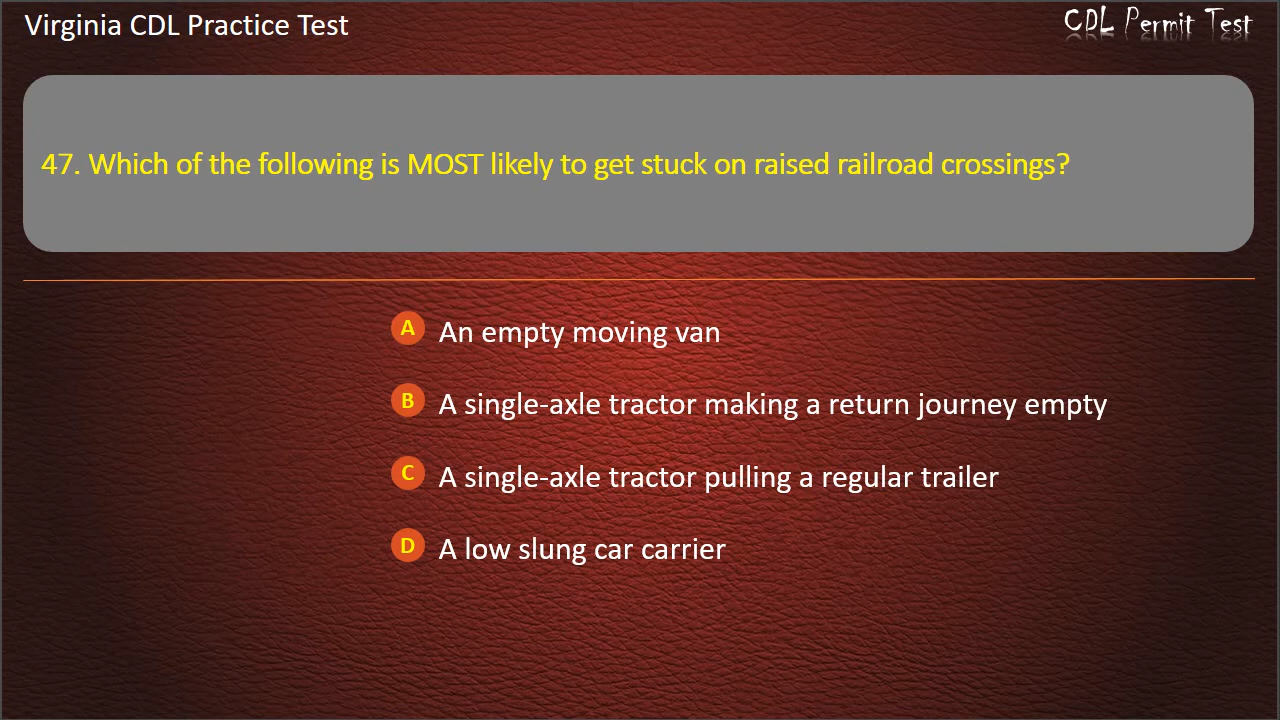 Virginia CDL Practice Test
CDL Permit Test
47. Which of the following is MOST likely to get stuck on raised railroad crossings?
A An empty moving van
B A single-axle tractor making a return journey empty
C A single-axle tractor pulling a regular trailer
D A low slung car carrier